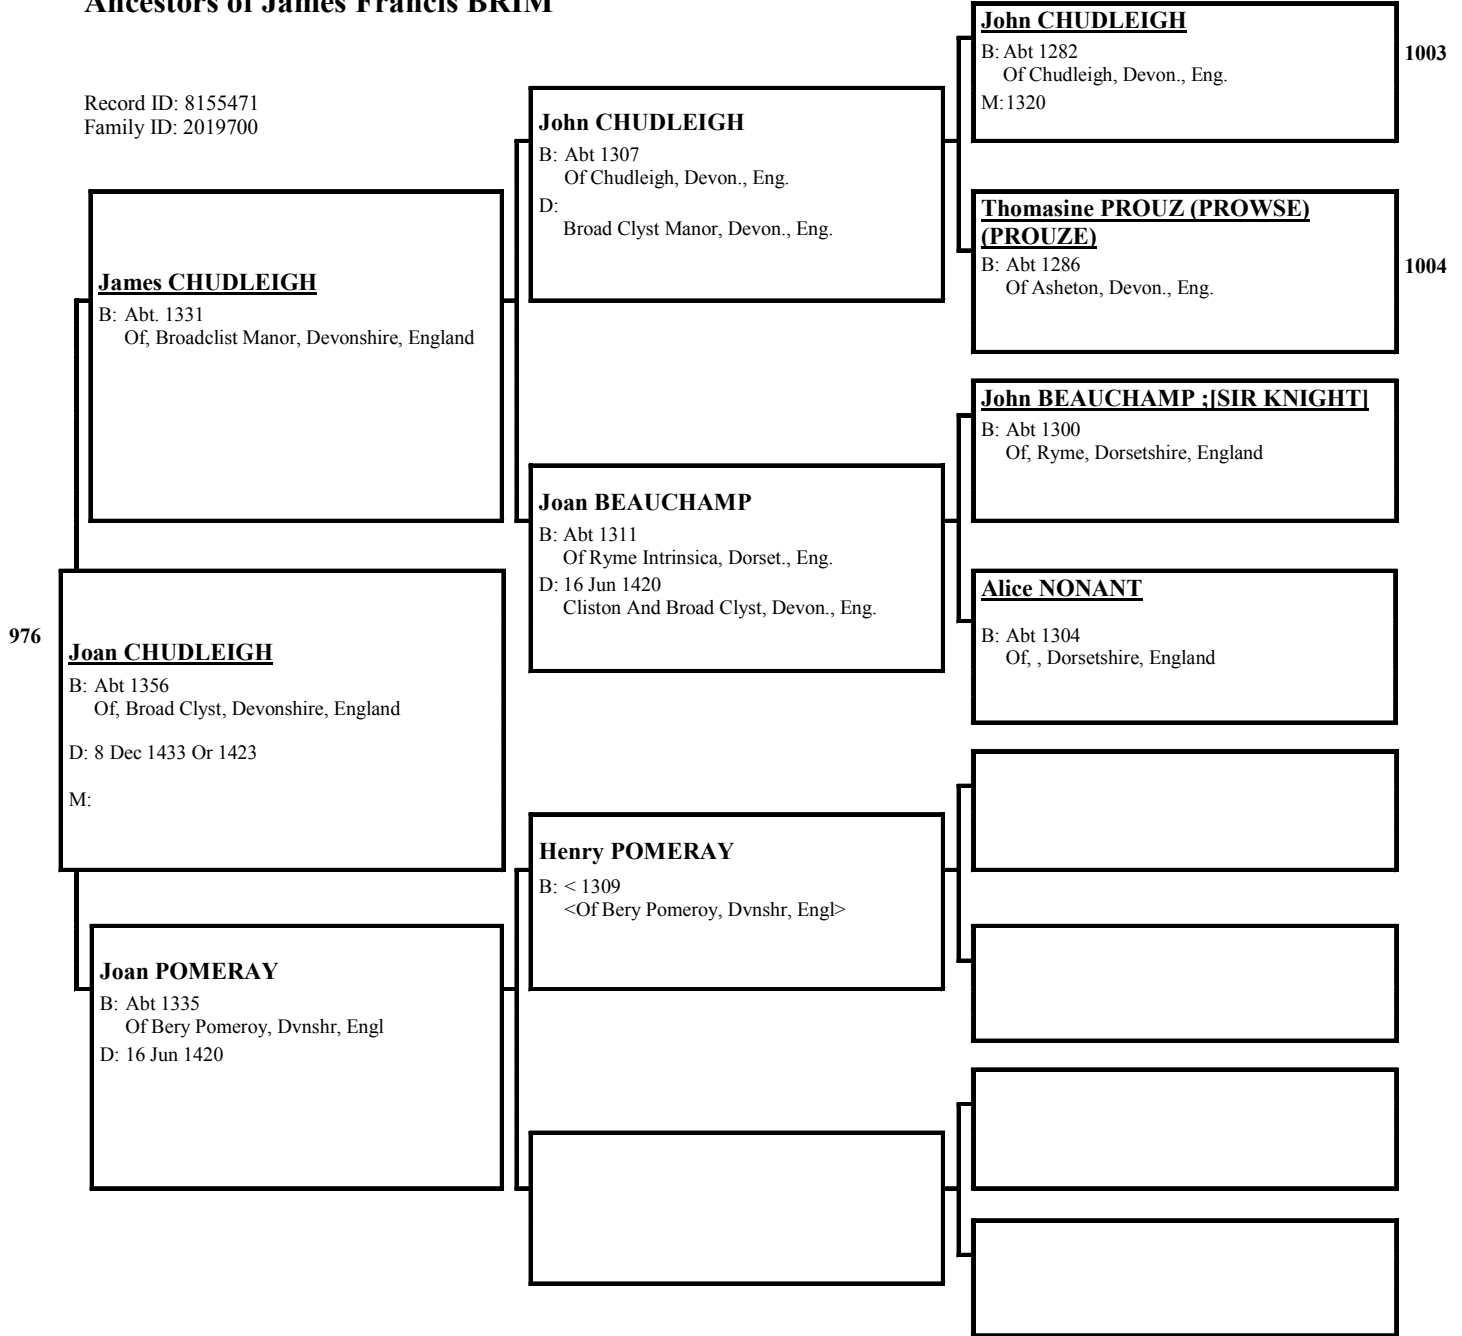 Ancestors of James Francis BRIM
Record ID: 8155471
Family ID: 2019700
John CHUDLEIGH
B: Abt 1282
Of Chudleigh, Devon., Eng.
M:1320
1003
John CHUDLEIGH
B: Abt 1307
Of Chudleigh, Devon., Eng.
D:
Broad Clyst Manor, Devon., Eng.
Thomasine PROUZ (PROWSE)
(PROUZE)
B: Abt 1286
Of Asheton, Devon., Eng.
1004
James CHUDLEIGH
B: Abt. 1331
Of, Broadclist Manor, Devonshire, England
John BEAUCHAMP ;[SIR KNIGHT]
B: Abt 1300
Of, Ryme, Dorsetshire, England
Joan BEAUCHAMP
B: Abt 1311
Of Ryme Intrinsica, Dorset., Eng.
D: 16 Jun 1420
Cliston And Broad Clyst, Devon., Eng.
Alice NONANT
B: Abt 1304
Of, , Dorsetshire, England
976
Joan CHUDLEIGH
B: Abt 1356
Of, Broad Clyst, Devonshire, England
D: 8 Dec 1433 Or 1423
M:
Henry POMERAY
B: < 1309
<Of Bery Pomeroy, Dvnshr, Engl>
Joan POMERAY
B: Abt 1335
Of Bery Pomeroy, Dvnshr, Engl
D: 16 Jun 1420